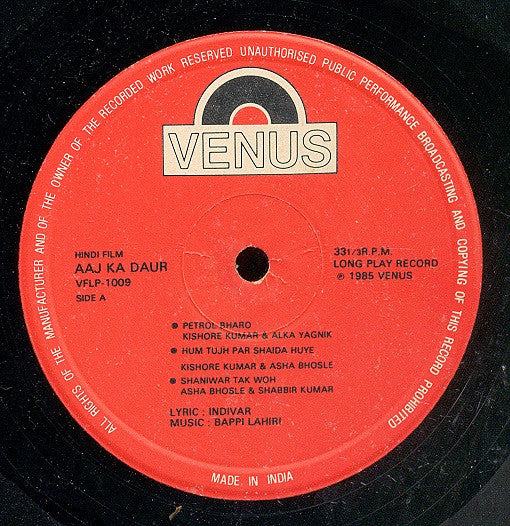 ALL RIGHTS OF THE MANUFACTURER AND OF THE OWNER OF THE RECORDED WORK RESERVED UNAUTHORISED PUBLIC PERFORMANCE BROADCASTING AND COPYING OF THIS RECORD PROHIBITED
VENUS
HINDI FILM
AAJ KA DAUR
VFLP-1009
SIDE A
33 1/3 R.P.M.
LONG PLAY RECORD
℗ 1985 VENUS
● PETROL BHARO
KISHORE KUMAR & ALKA YAGNIK
● HUM TUJH PAR SHAIDA HUYE
KISHORE KUMAR & ASHA BHOSLE
● SHANIWAR TAK WOH
ASHA BHOSLE & SHABBIR KUMAR
LYRIC : INDIVAR
MUSIC : BAPPI LAHIRI
MADE IN INDIA